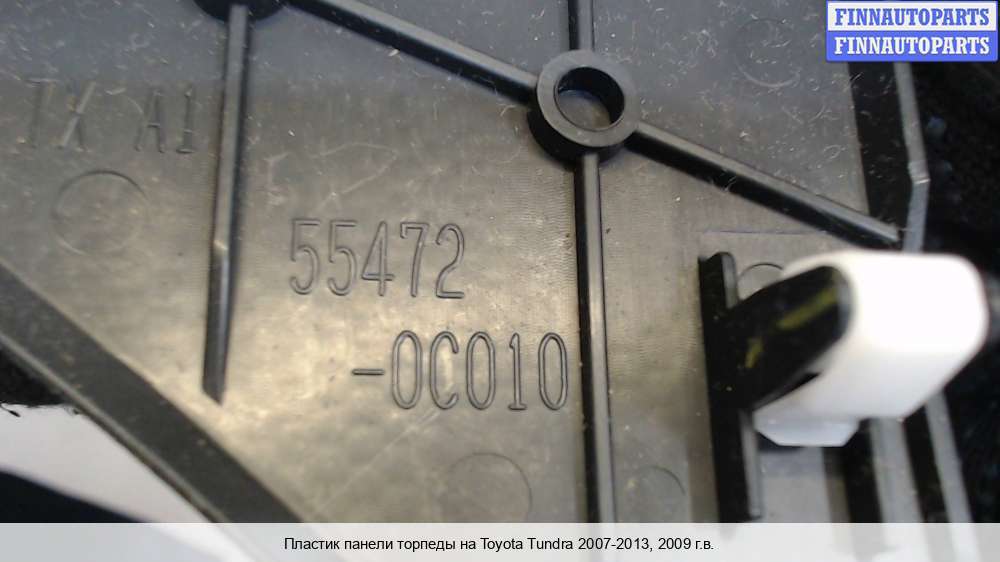 FINNAUTOPARTS
FINNAUTOPARTS
TX A1
55472
-0C010
Пластик панели торпеды на Toyota Tundra 2007-2013, 2009 г.в.